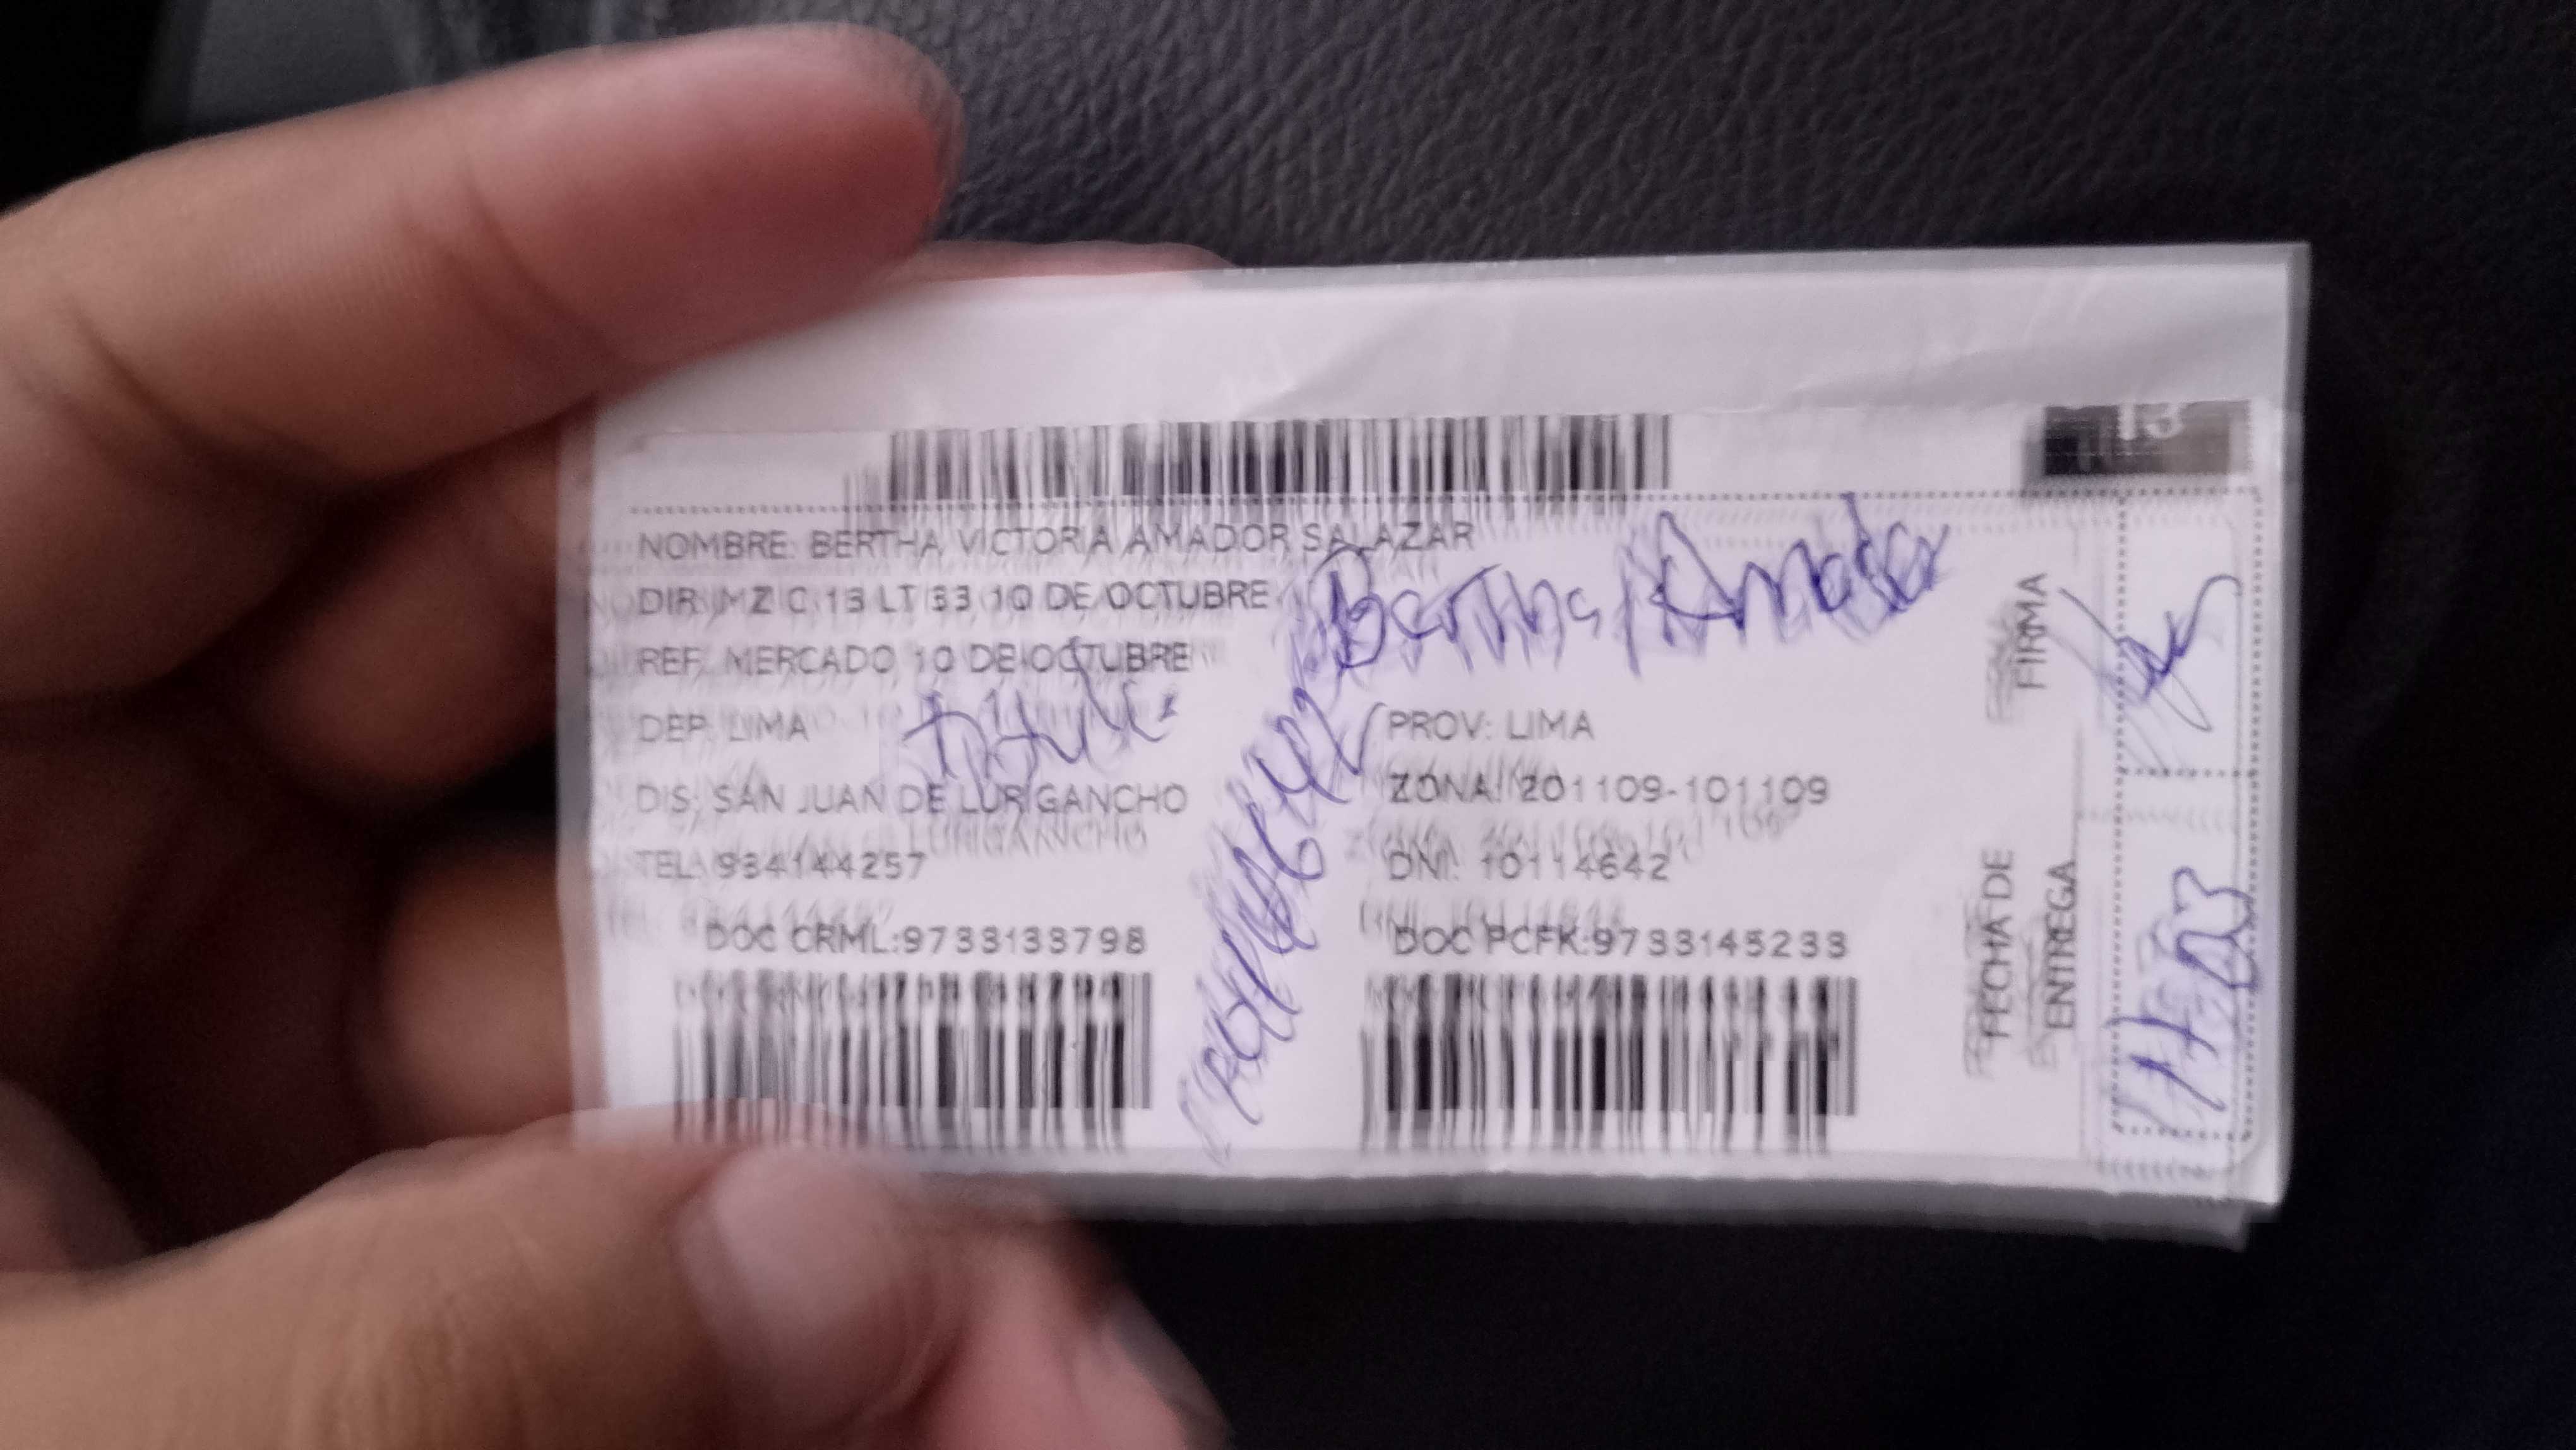 13
NOMBRE: BERTHA VICTORIA AMADOR SALAZAR
DIR: MZ C 13 LT 33 10 DE OCTUBRE
Bertha Amador
REF: MERCADO 10 DE OCTUBRE
DEP: LIMA
PROV: LIMA
DIS: SAN JUAN DE LURIGANCHO
ZONA: 201109-101109
TEL: 934144257
DNI: 10114642
DOC CRML:9733133798
DOC PCFK:9733145233
FIRMA
FECHA DE
ENTREGA